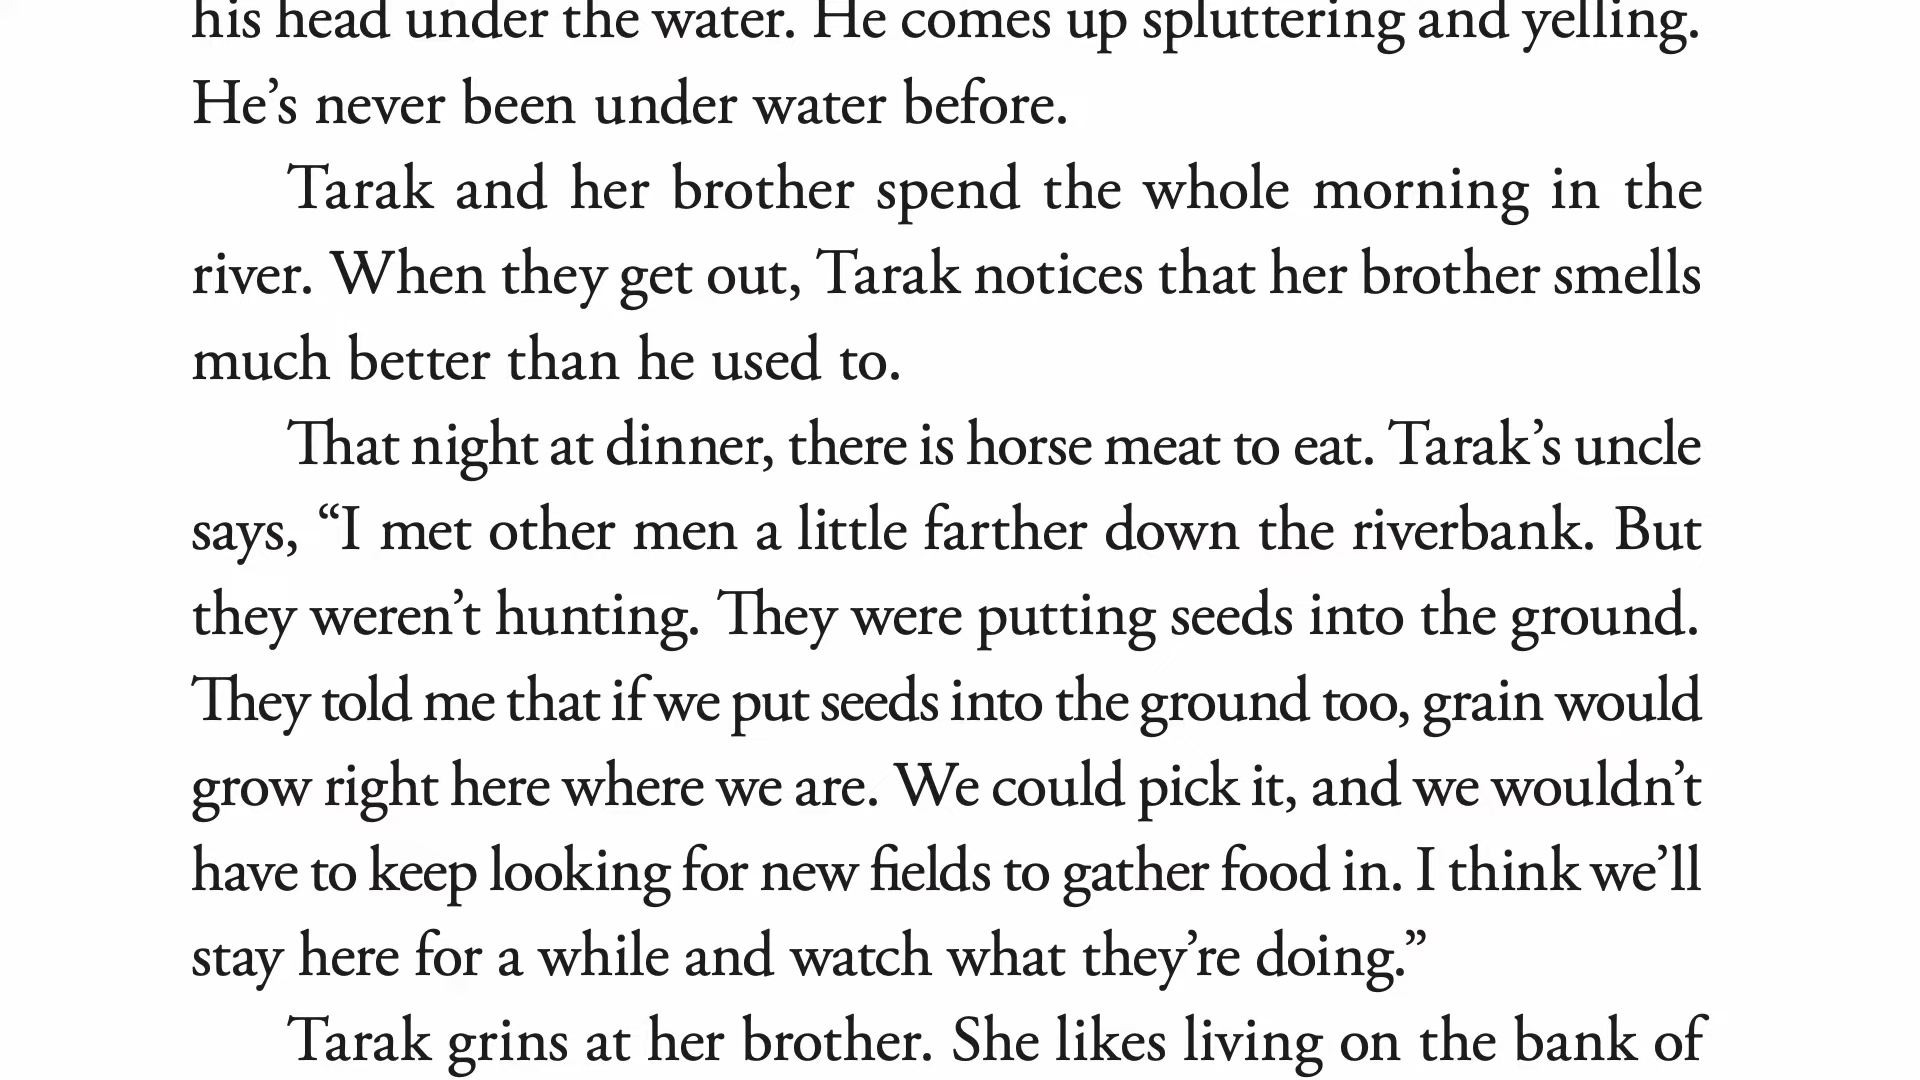 his head under the water. He comes up spluttering and yelling.
He’s never been under water before.
Tarak and her brother spend the whole morning in the
river. When they get out, Tarak notices that her brother smells
much better than he used to.
That night at dinner, there is horse meat to eat. Tarak’s uncle
says, “I met other men a little farther down the riverbank. But
they weren’t hunting. They were putting seeds into the ground.
They told me that if we put seeds into the ground too, grain would
grow right here where we are. We could pick it, and we wouldn’t
have to keep looking for new fields to gather food in. I think we’ll
stay here for a while and watch what they’re doing.”
Tarak grins at her brother. She likes living on the bank of